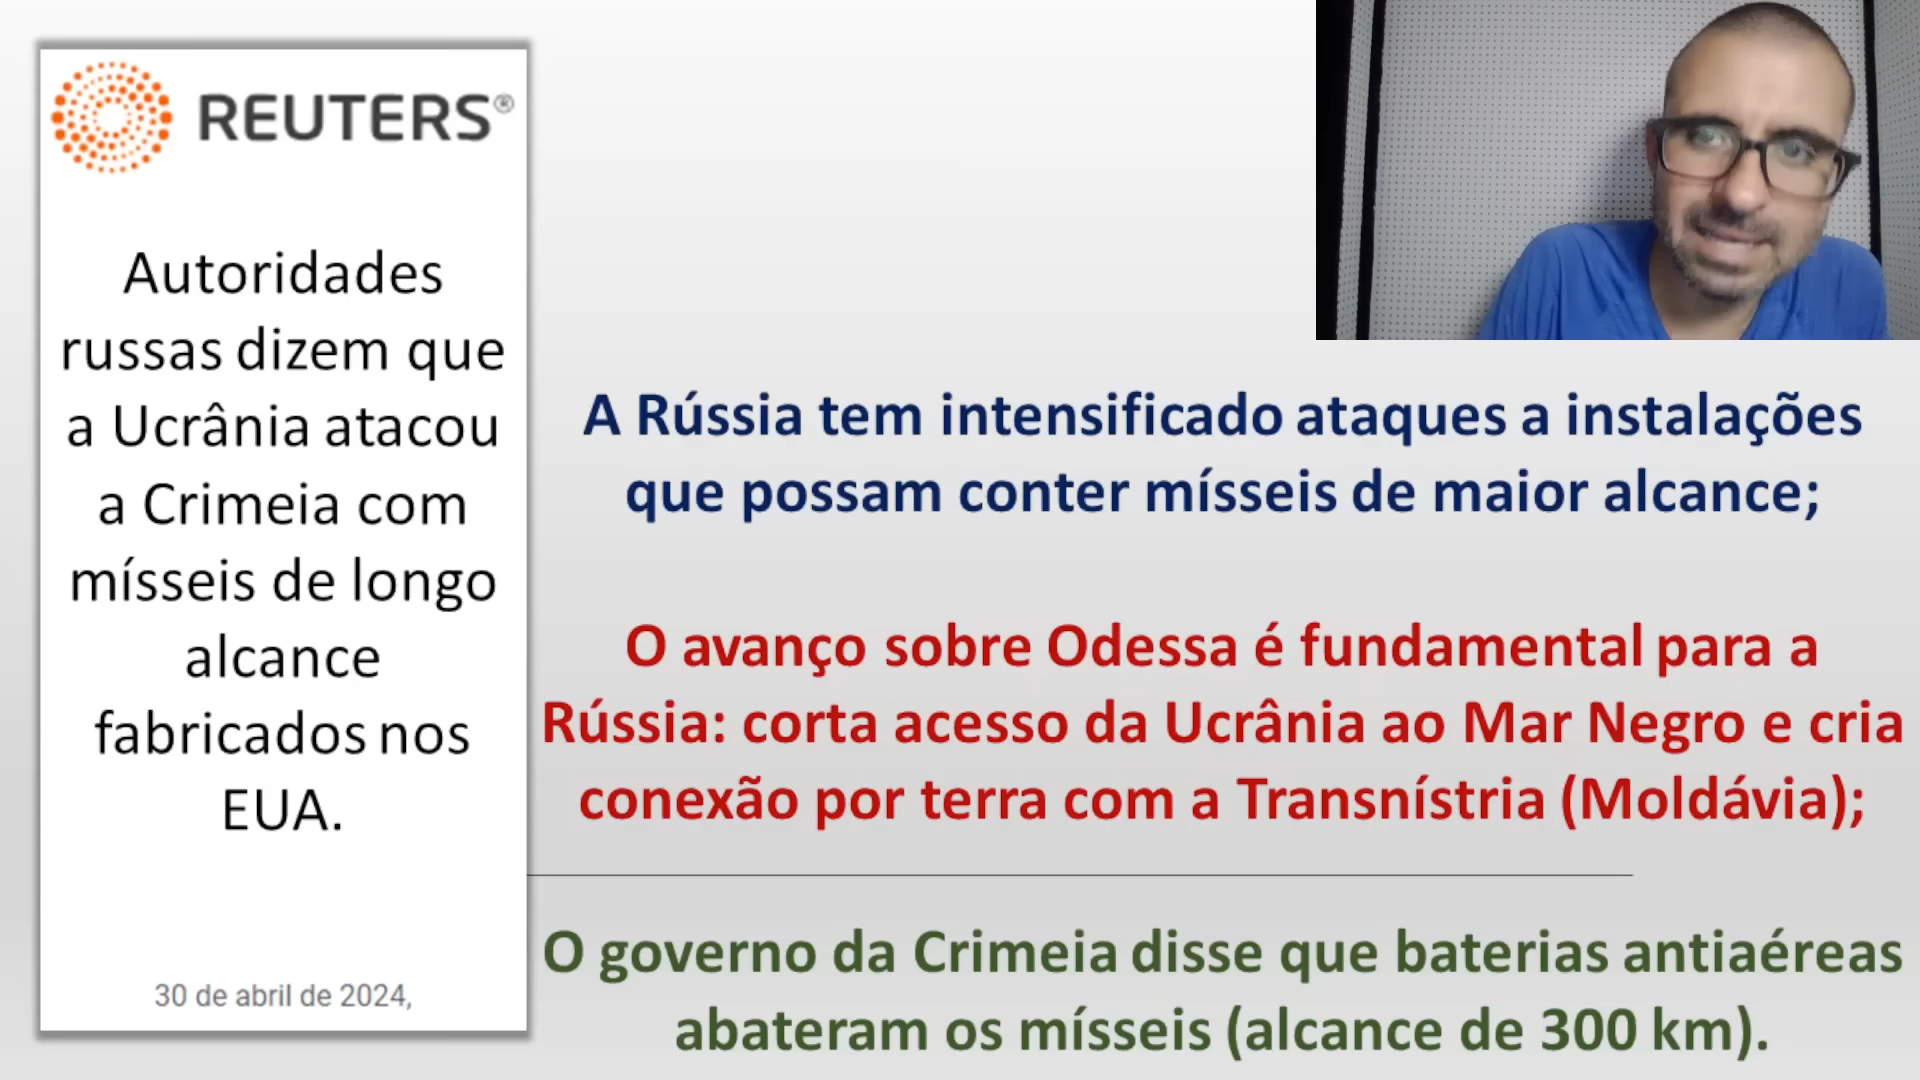 REUTERS®
Autoridades
russas dizem que
a Ucrânia atacou
a Crimeia com
mísseis de longo
alcance
fabricados nos
EUA.
30 de abril de 2024,
A Rússia tem intensificado ataques a instalações
que possam conter mísseis de maior alcance;
O avanço sobre Odessa é fundamental para a
Rússia: corta acesso da Ucrânia ao Mar Negro e cria
conexão por terra com a Transnístria (Moldávia);
O governo da Crimeia disse que baterias antiaéreas
abateram os mísseis (alcance de 300 km).